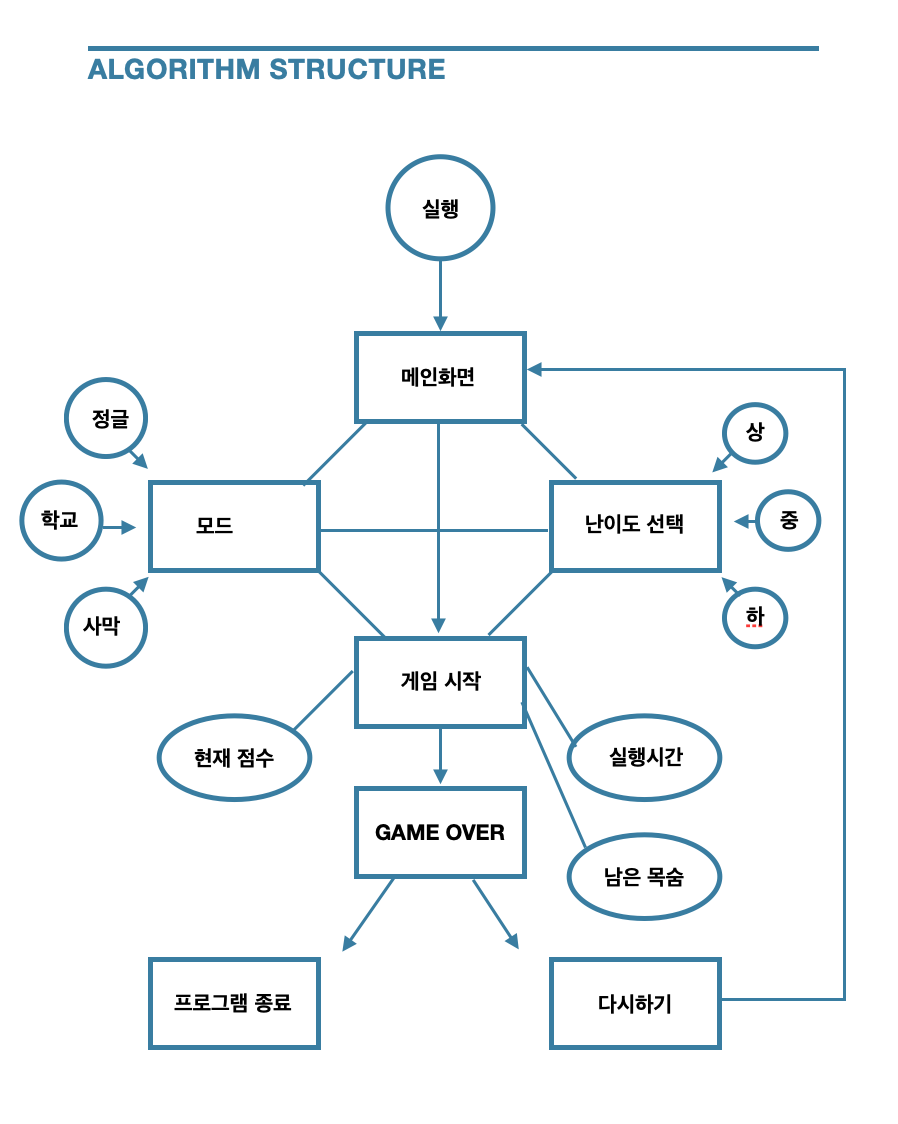 ALGORITHM STRUCTURE
실행
메인화면
정글
상
학교
모드
난이도 선택
중
사막
하
게임 시작
현재 점수
실행시간
GAME OVER
남은 목숨
프로그램 종료
다시하기